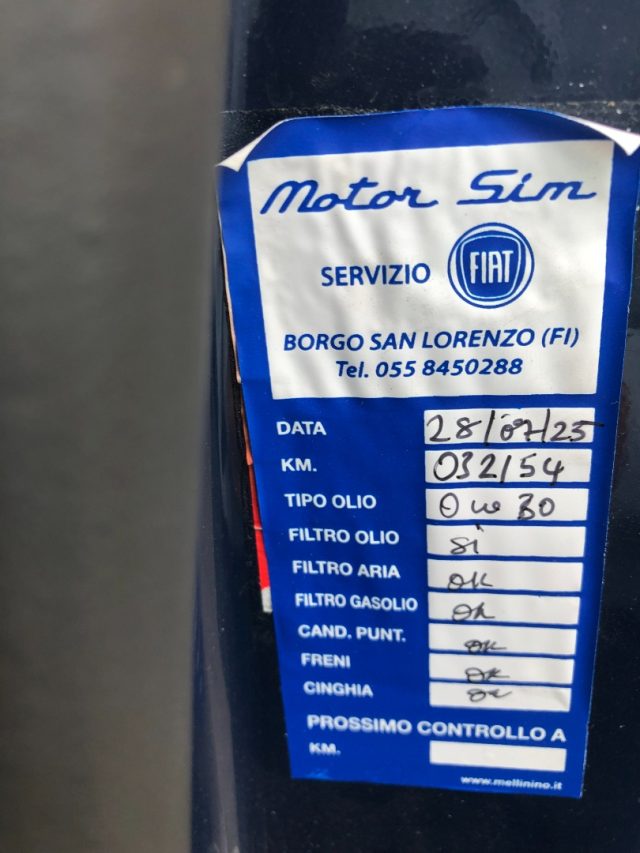 Motor Sim
SERVIZIO FIAT
BORGO SAN LORENZO (FI)
Tel. 055 8450288
DATA 28/07/25
KM. 032154
TIPO OLIO 0w30
FILTRO OLIO Si
FILTRO ARIA OK
FILTRO GASOLIO OK
CAND. PUNT. OK
FRENI OK
CINGHIA OK
PROSSIMO CONTROLLO A
KM.
www.mellinino.it